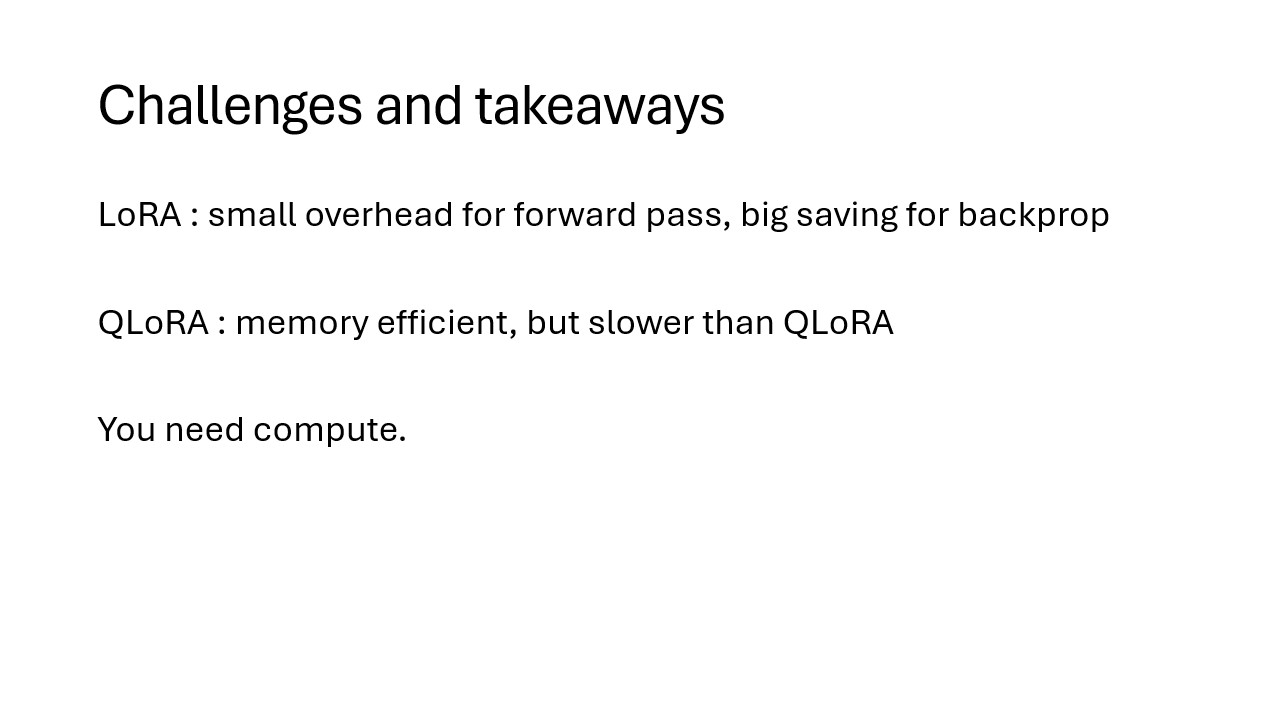 Challenges and takeaways
LoRA : small overhead for forward pass, big saving for backprop
QLoRA : memory efficient, but slower than QLoRA
You need compute.